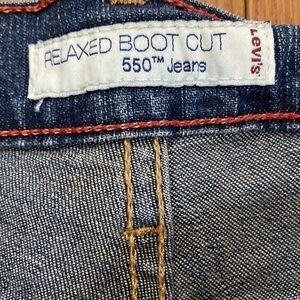 RELAXED BOOT CUT
550™ Jeans
Levi's